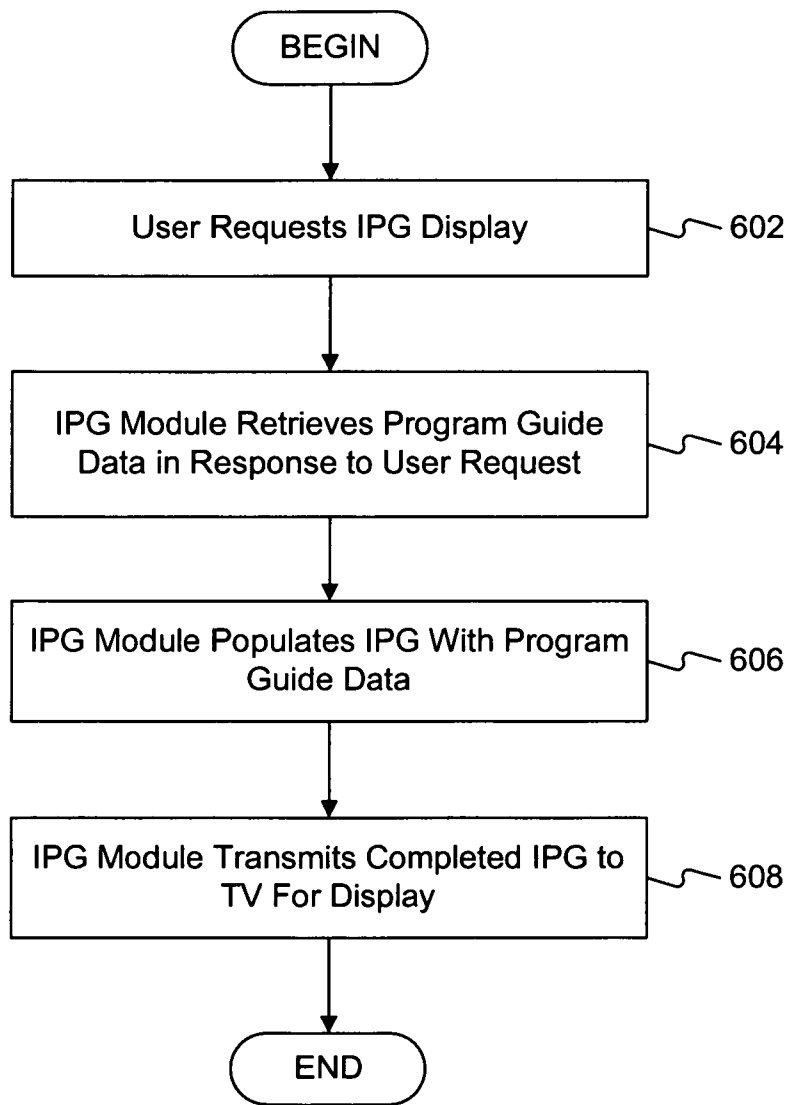 BEGIN
User Requests IPG Display
602
IPG Module Retrieves Program Guide
Data in Response to User Request
604
IPG Module Populates IPG With Program
Guide Data
606
IPG Module Transmits Completed IPG to
TV For Display
608
END